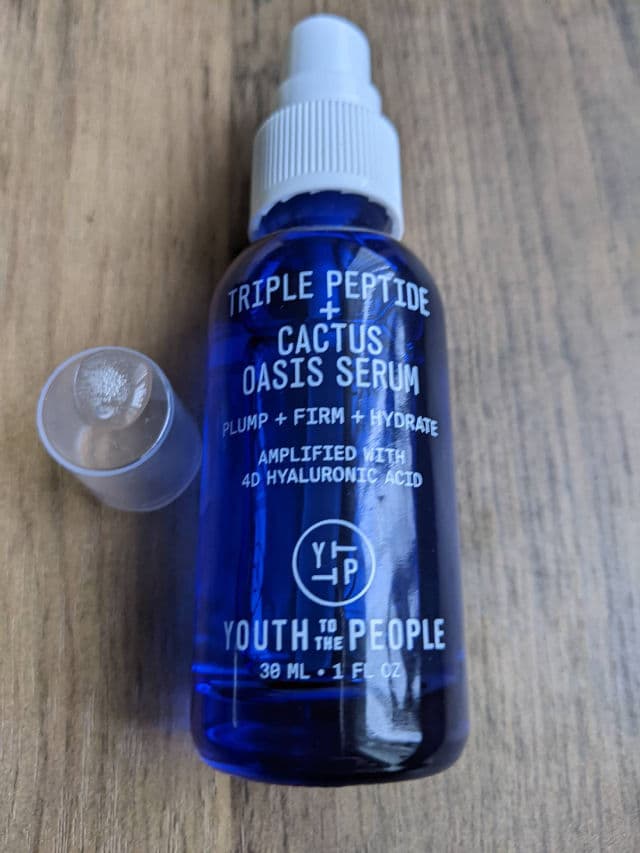 TRIPLE PEPTIDE
+
CACTUS
OASIS SERUM
PLUMP + FIRM + HYDRATE
AMPLIFIED WITH
4D HYALURONIC ACID
YTTP
YOUTH TO THE PEOPLE
30 ML • 1 FL OZ